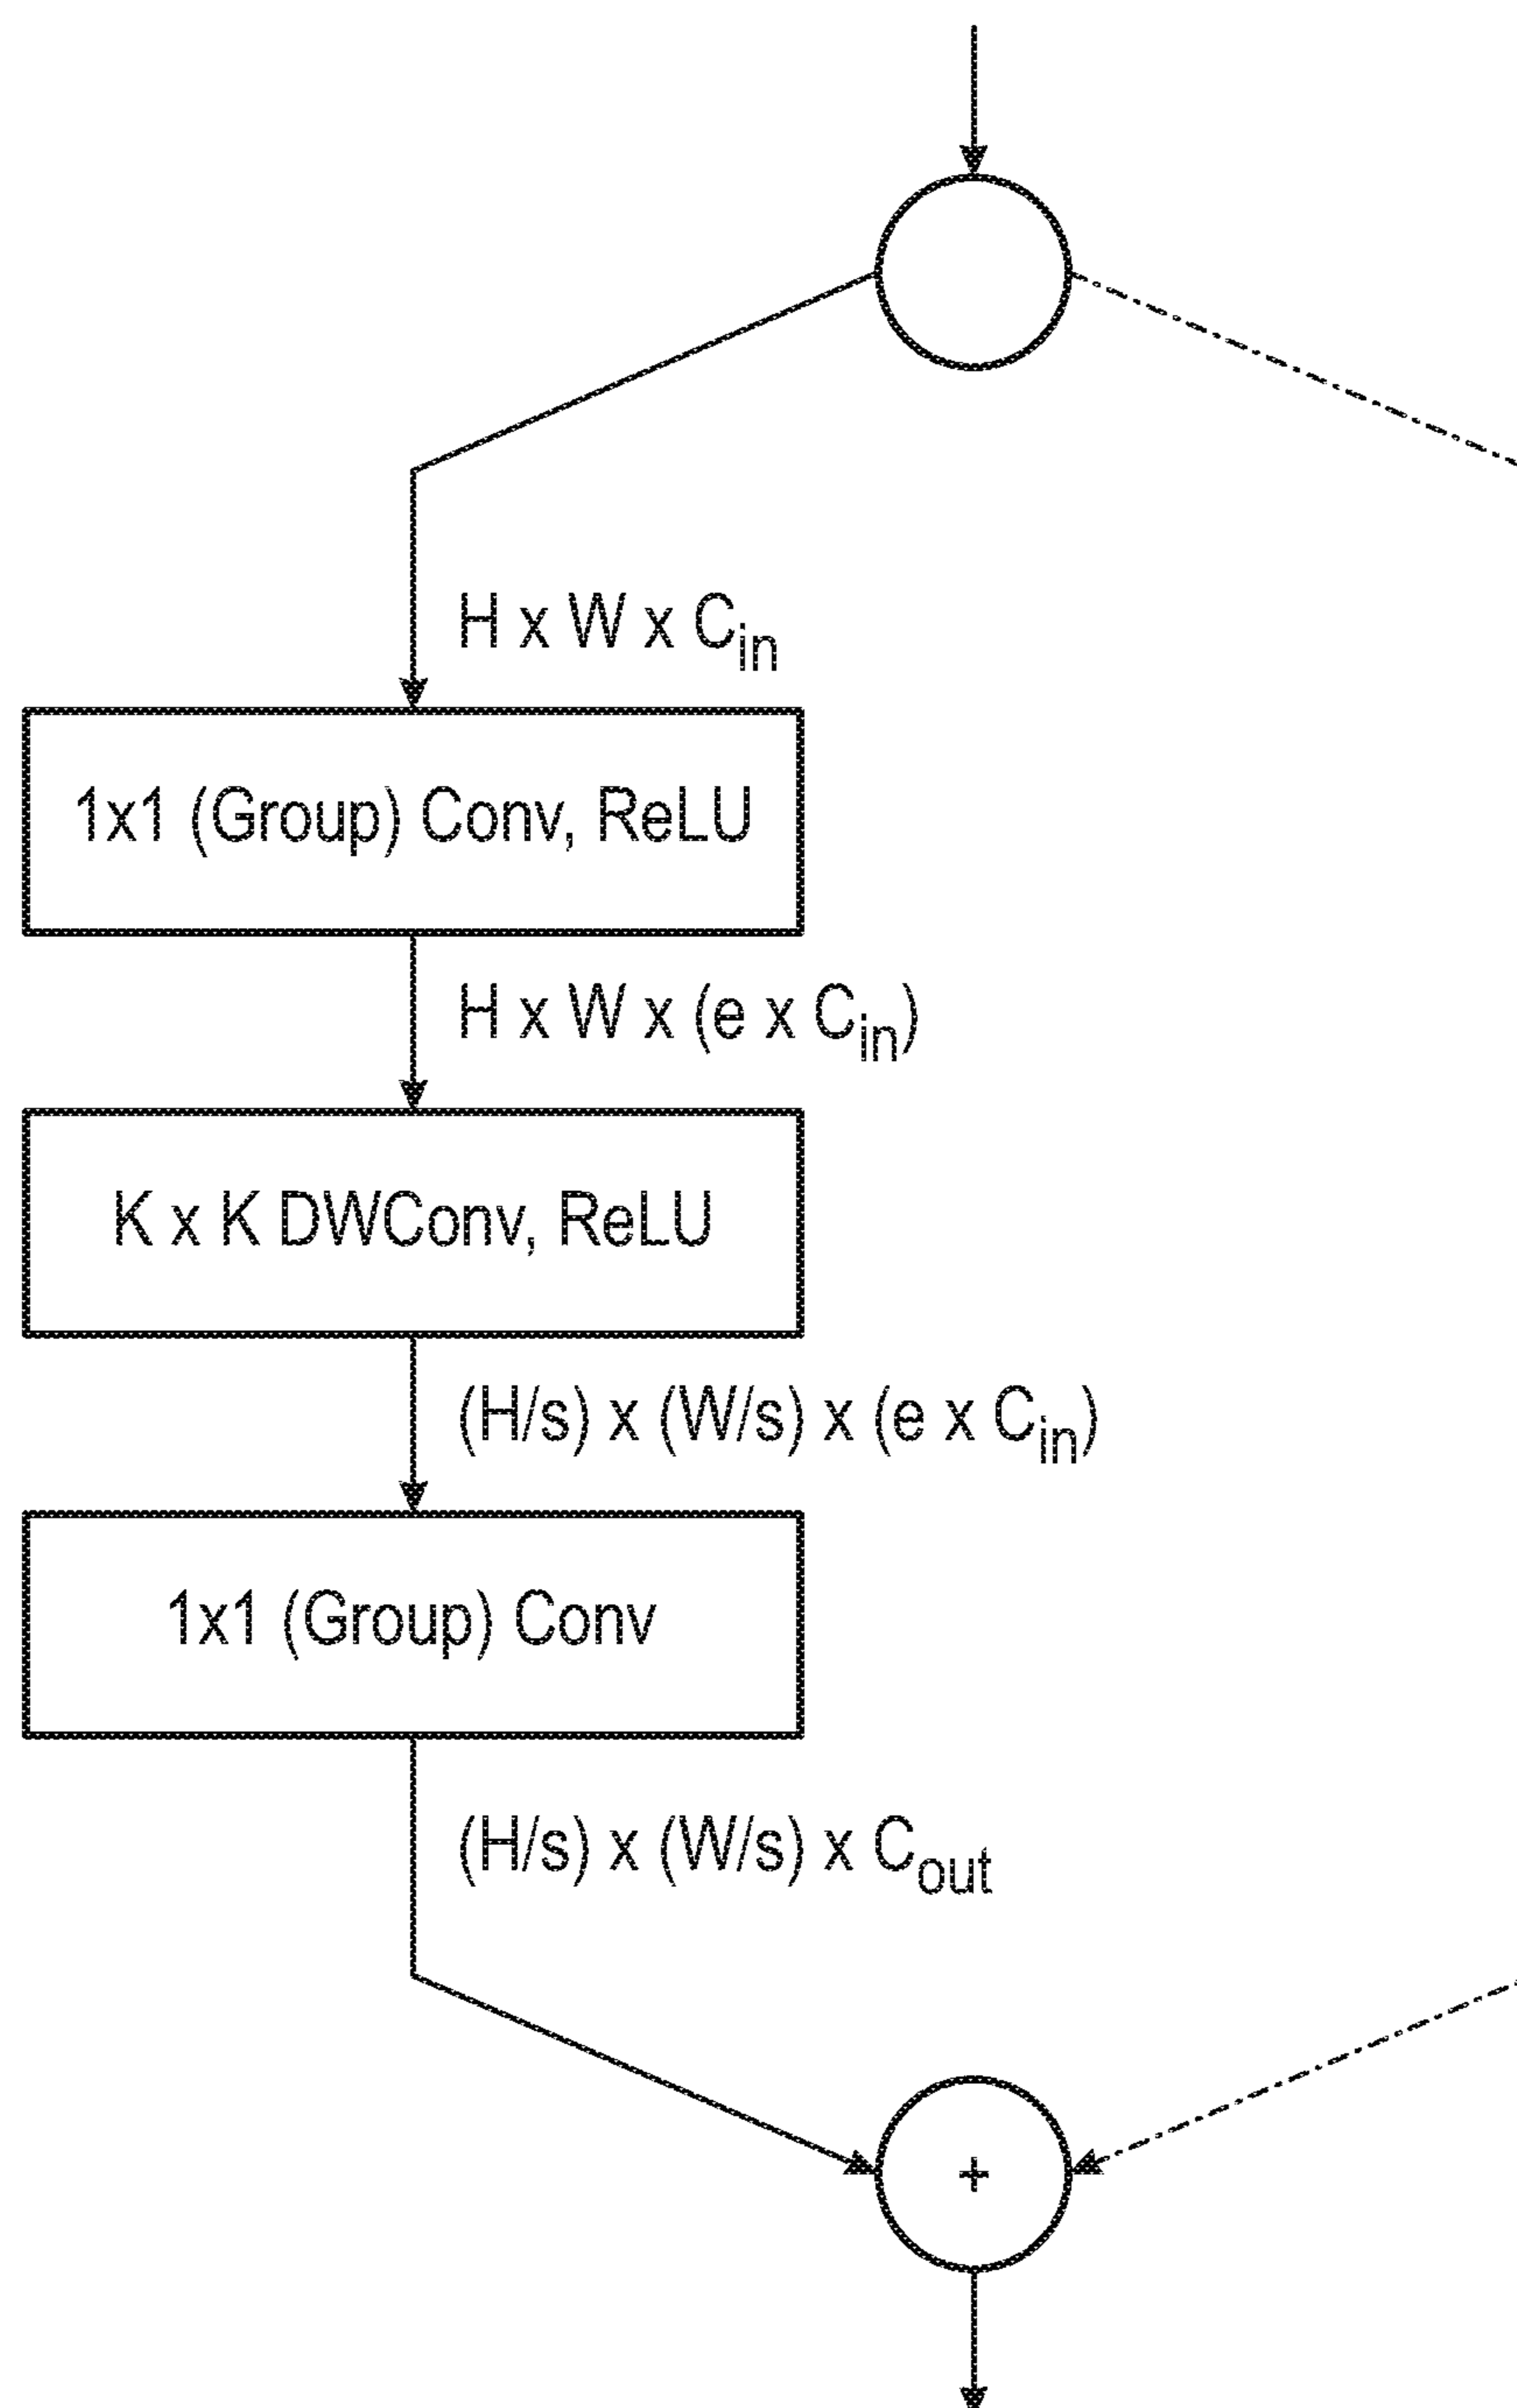 H x W x C_in
1x1 (Group) Conv, ReLU
H x W x (e x C_in)
K x K DWConv, ReLU
(H/s) x (W/s) x (e x C_in)
1x1 (Group) Conv
(H/s) x (W/s) x C_out
+